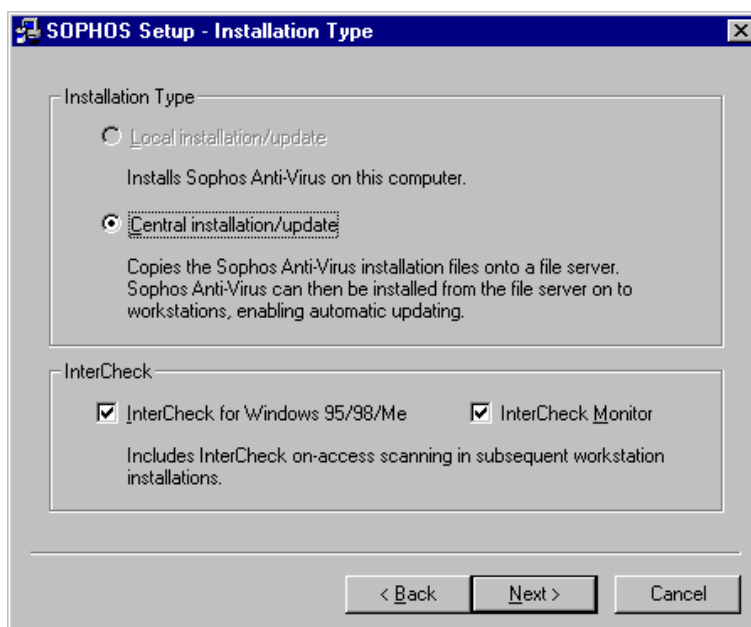 SOPHOS Setup - Installation Type
Installation Type
Local installation/update
Installs Sophos Anti-Virus on this computer.
Central installation/update
Copies the Sophos Anti-Virus installation files onto a file server.
Sophos Anti-Virus can then be installed from the file server on to
workstations, enabling automatic updating.
InterCheck
InterCheck for Windows 95/98/Me InterCheck Monitor
Includes InterCheck on-access scanning in subsequent workstation
installations.
< Back Next > Cancel